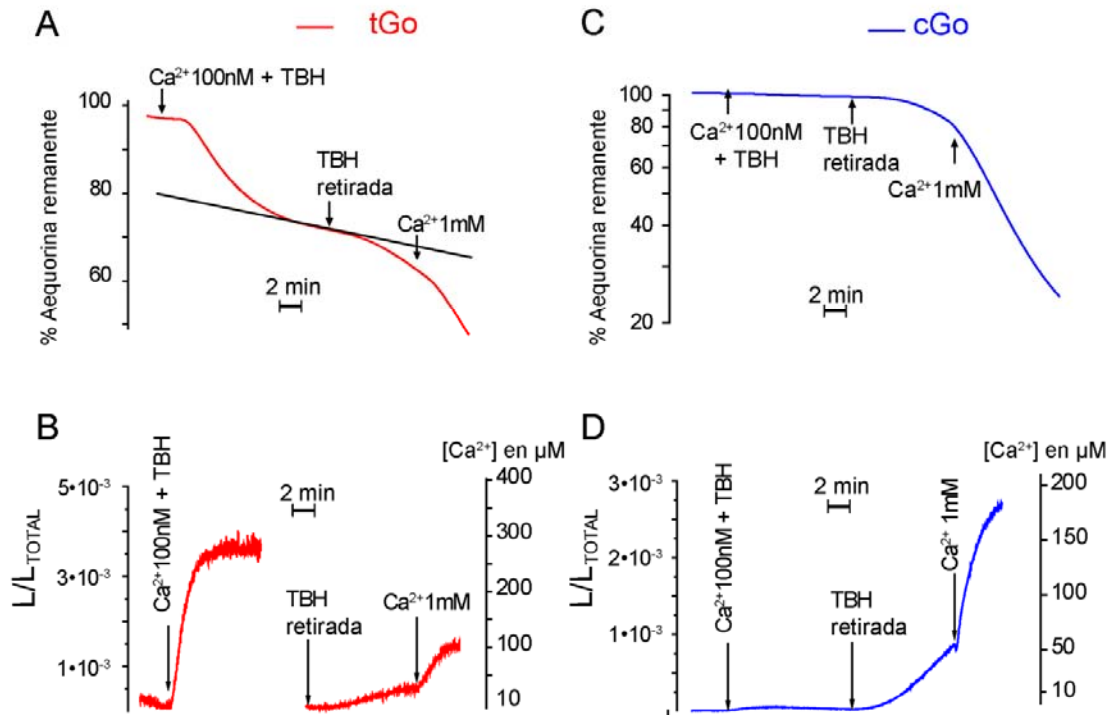 A
tGo
Ca²⁺100nM + TBH
100
80
60
% Aequorina remanente
TBH
retirada
Ca²⁺1mM
2 min
C
cGo
100
80
60
40
20
% Aequorina remanente
Ca²⁺100nM
+ TBH
TBH
retirada
Ca²⁺1mM
2 min
B
[Ca²⁺] en µM
5•10⁻³
3•10⁻³
1•10⁻³
L/L_TOTAL
Ca²⁺100nM + TBH
2 min
TBH
retirada
Ca²⁺1mM
400
300
200
100
10
D
[Ca²⁺] en µM
3•10⁻³
2•10⁻³
1•10⁻³
L/L_TOTAL
Ca²⁺100nM + TBH
2 min
TBH
retirada
Ca²⁺ 1mM
200
150
100
50
10